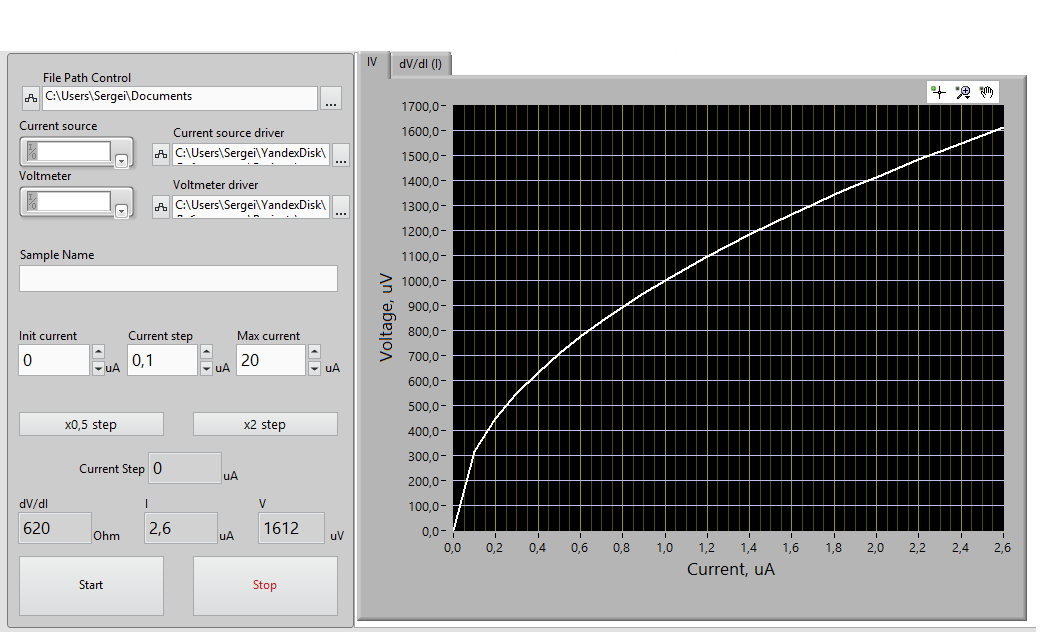 IV
dV/dI (I)
File Path Control
C:\Users\Sergei\Documents
...
Current source
Current source driver
I/O
C:\Users\Sergei\YandexDisk\
...
Voltmeter
Voltmeter driver
I/O
C:\Users\Sergei\YandexDisk\
...
Sample Name
Init current
Current step
Max current
0
uA
0,1
uA
20
uA
x0,5 step
x2 step
Current Step
0
uA
dV/dI
I
V
620
Ohm
2,6
uA
1612
uV
Start
Stop
1700,0
1600,0
1500,0
1400,0
1300,0
1200,0
1100,0
1000,0
900,0
800,0
700,0
600,0
500,0
400,0
300,0
200,0
100,0
0,0
Voltage, uV
0,0 0,2 0,4 0,6 0,8 1,0 1,2 1,4 1,6 1,8 2,0 2,2 2,4 2,6
Current, uA